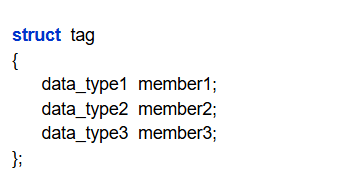 struct tag
{
data_type1 member1;
data_type2 member2;
data_type3 member3;
};